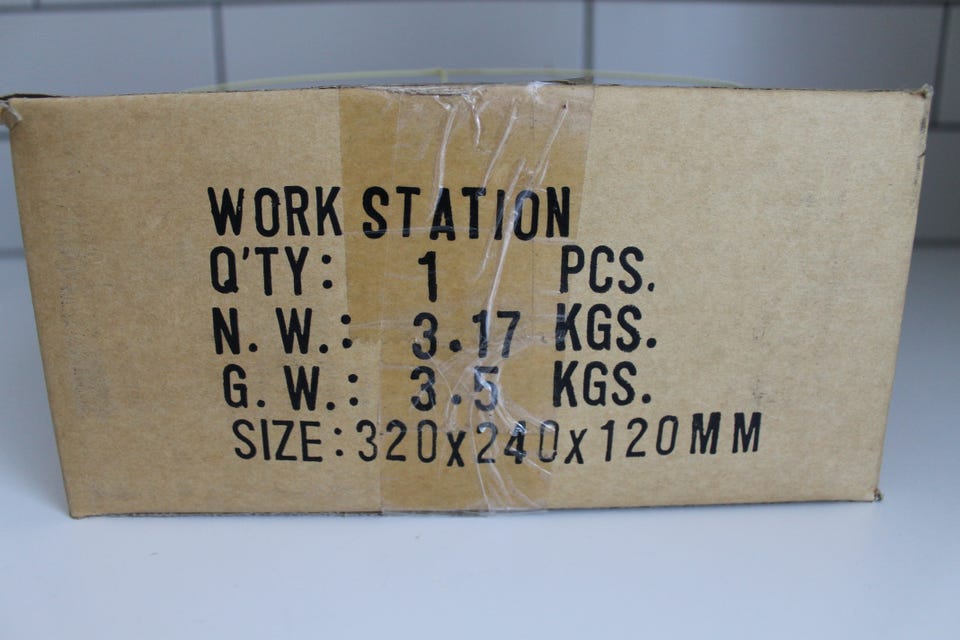 WORK STATION
Q'TY: 1 PCS.
N. W.: 3.17 KGS.
G. W.: 3.5 KGS.
SIZE: 320x240x120MM